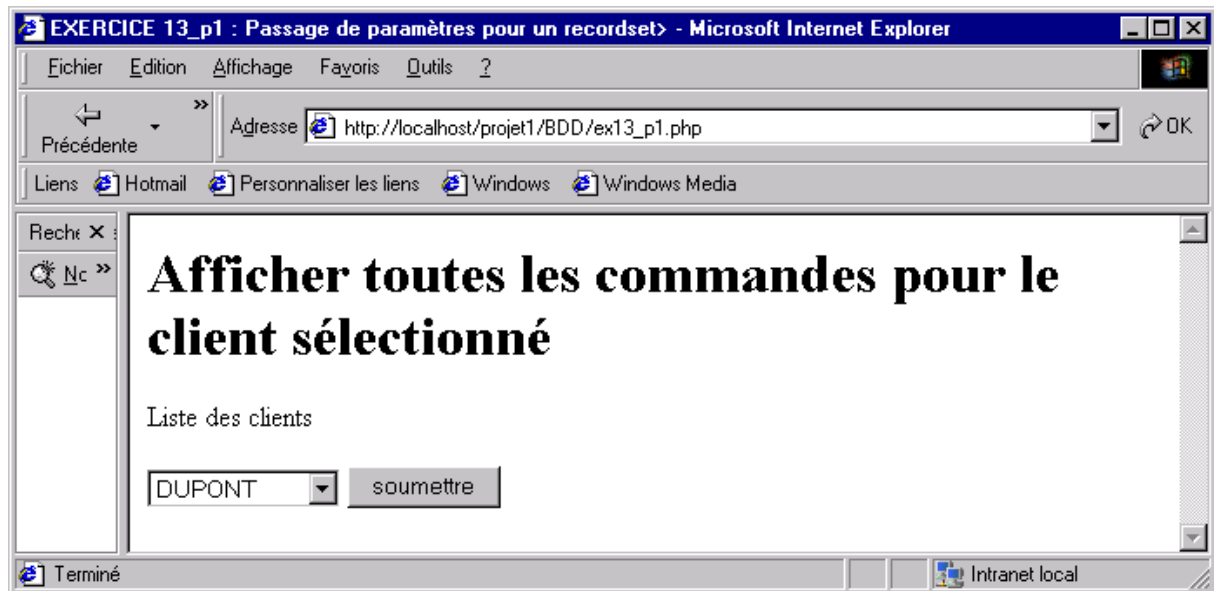 EXERCICE 13_p1 : Passage de paramètres pour un recordset> - Microsoft Internet Explorer
Fichier Edition Affichage Favoris Outils ?
Précédente » Adresse http://localhost/projet1/BDD/ex13_p1.php OK
Liens Hotmail Personnaliser les liens Windows Windows Media
Reche
Nc »
Afficher toutes les commandes pour le
client sélectionné
Liste des clients
DUPONT soumettre
Terminé Intranet local